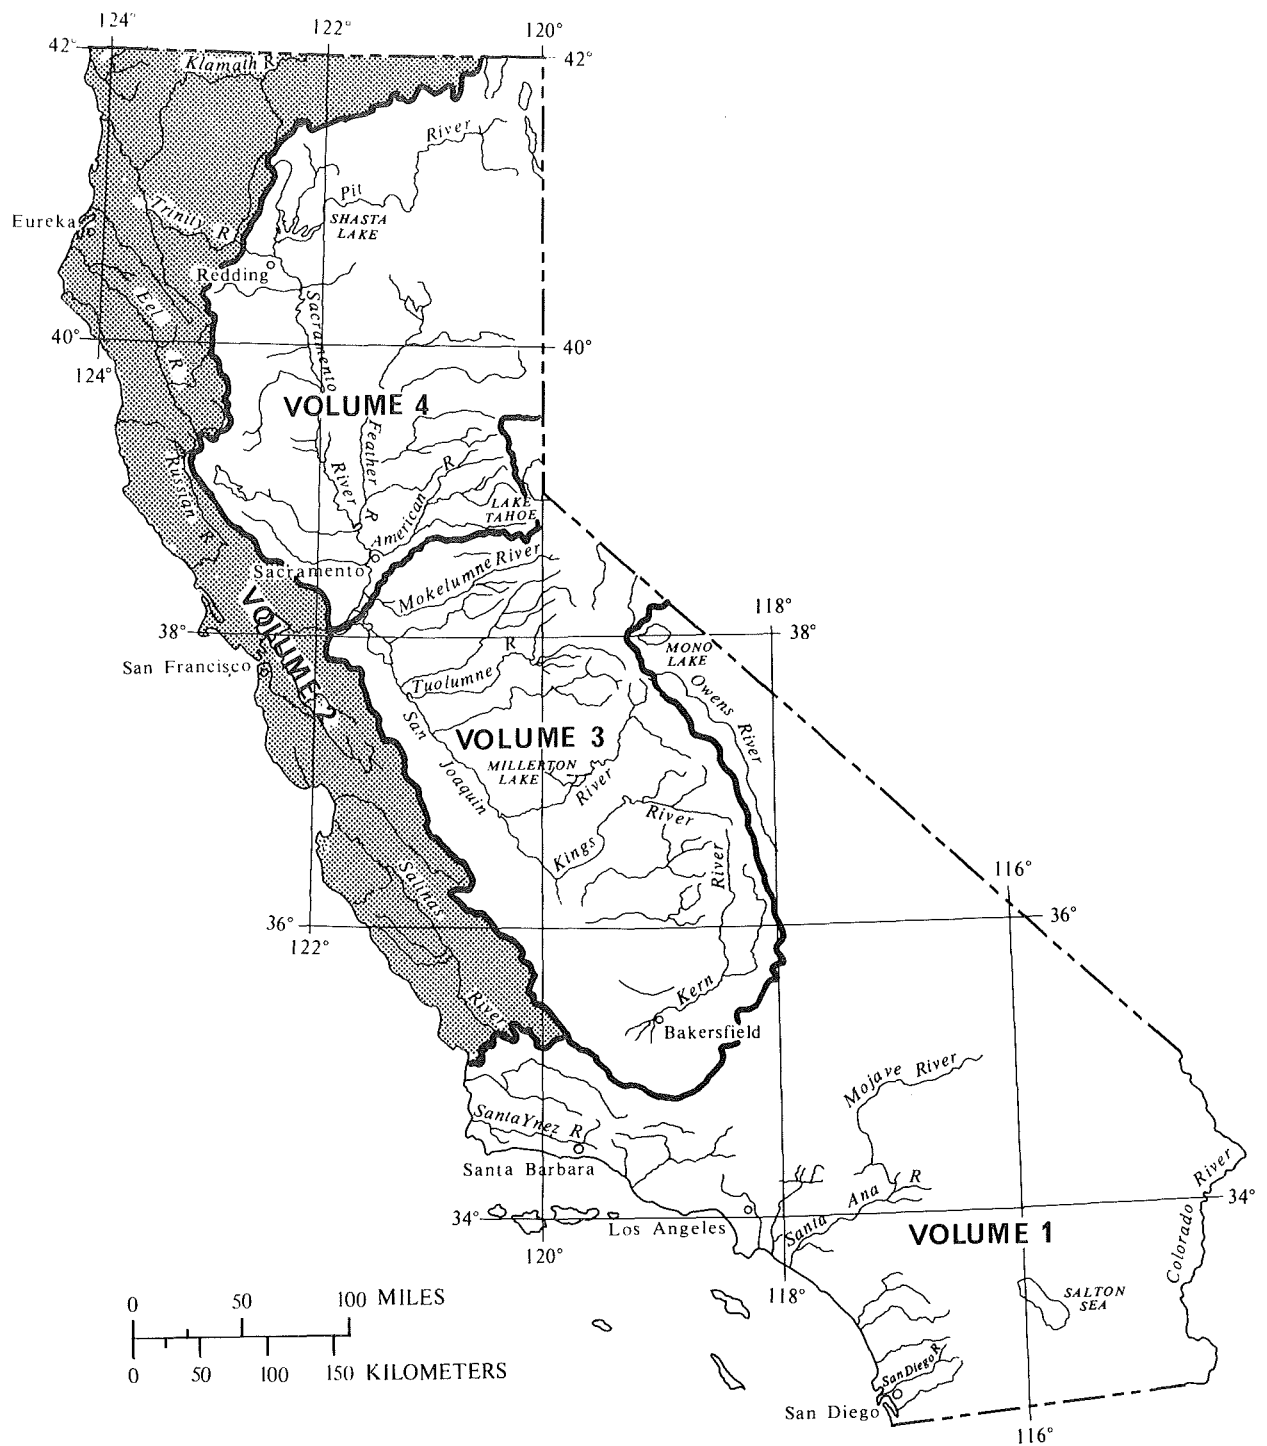 124° 122° 120°
42° Klamath R 42°
River
Pit
Trinity R
SHASTA
LAKE
Eureka
Redding
Eel R
Sacramento River
40° 40°
124°
VOLUME 4
Feather R
Russian R
American R
LAKE
TAHOE
Sacramento
Mokelumne River
118°
38° 38°
VOLUME 2
San Francisco
MONO
LAKE
Tuolumne R
Owens River
San Joaquin River
VOLUME 3
MILLERTON
LAKE
Kings River
Salinas River
116°
36° 36°
122°
Kern River
Bakersfield
Mojave River
Santa Ynez R
Santa Barbara
Santa Ana R
Colorado River
34° 34°
Los Angeles
VOLUME 1
120°
118°
SALTON
SEA
0 50 100 MILES
0 50 100 150 KILOMETERS
San Diego R
San Diego
116°